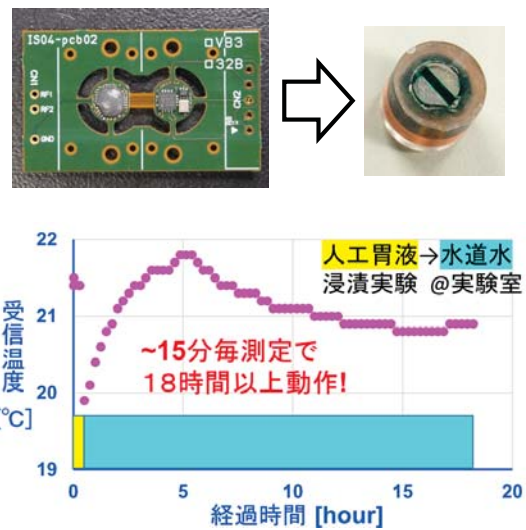 IS04-pcb02
VB3
32B
CN1
RF1
RF2
GND
CN2
22
21
20
19
受信温度
[℃]
人工胃液→水道水
浸漬実験 @実験室
~15分毎測定で
18時間以上動作!
0
5
10
15
20
経過時間 [hour]